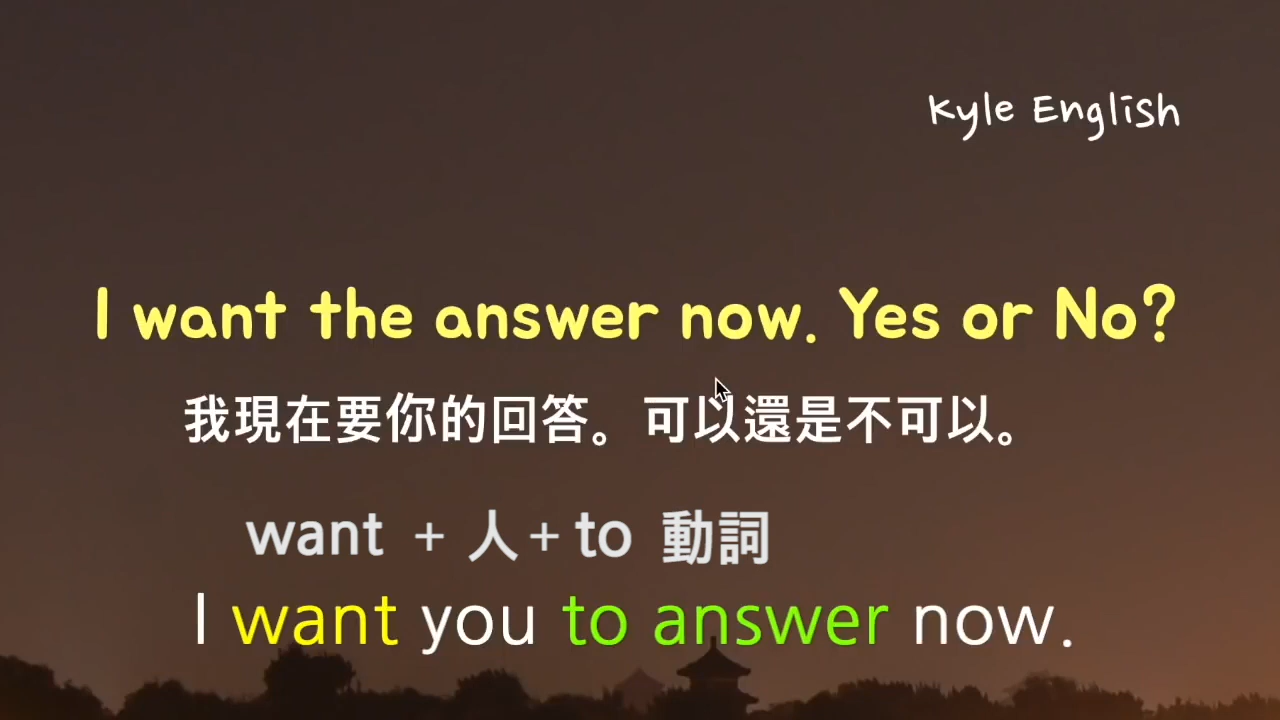 Kyle English
I want the answer now. Yes or No?
我現在要你的回答。可以還是不可以。
want + 人 + to 動詞
I want you to answer now.